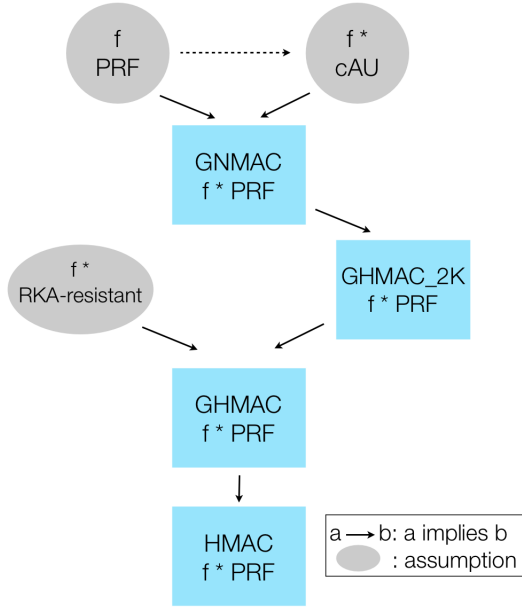 f
PRF
f *
cAU
GNMAC
f * PRF
f *
RKA-resistant
GHMAC_2K
f * PRF
GHMAC
f * PRF
HMAC
f * PRF
a → b: a implies b
: assumption